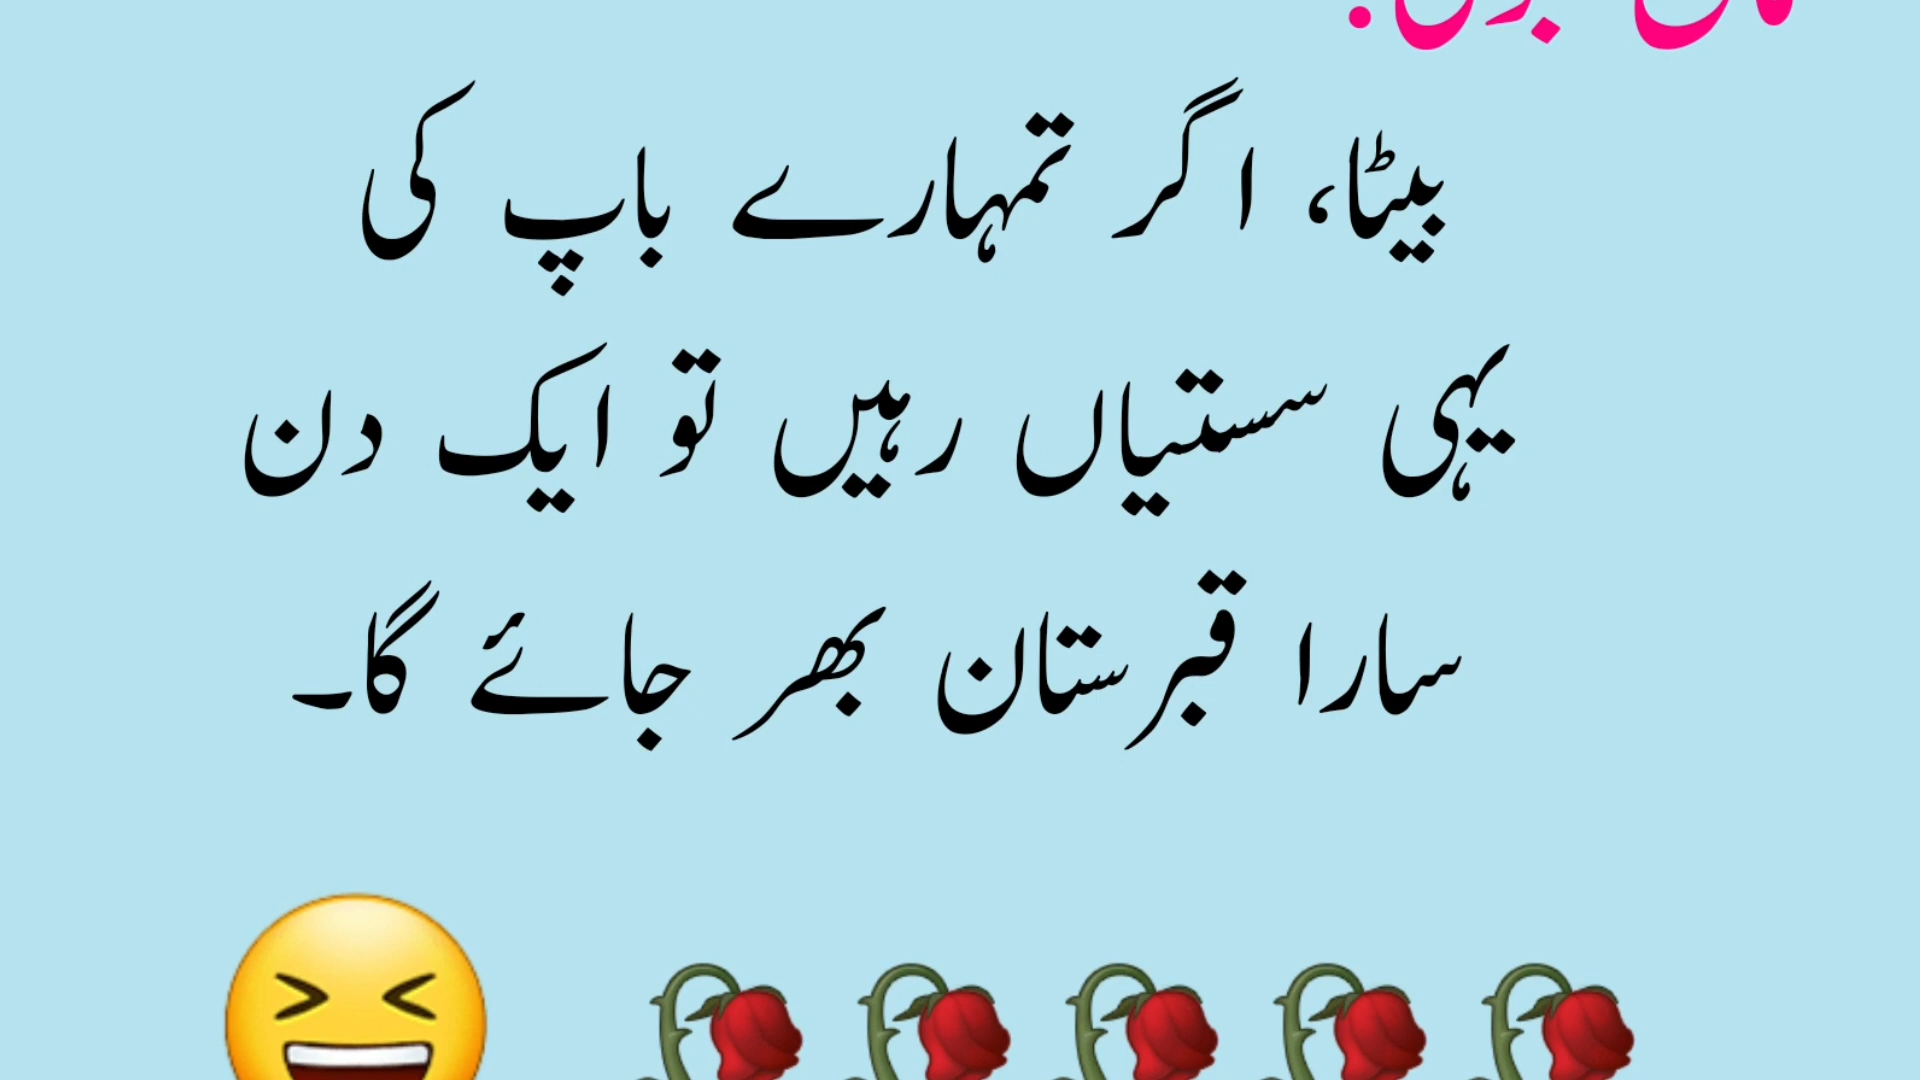 بیٹا، اگر تمہارے باپ کی
یہی سستیاں رہیں تو ایک دن
سارا قبرستان بھر جائے گا۔